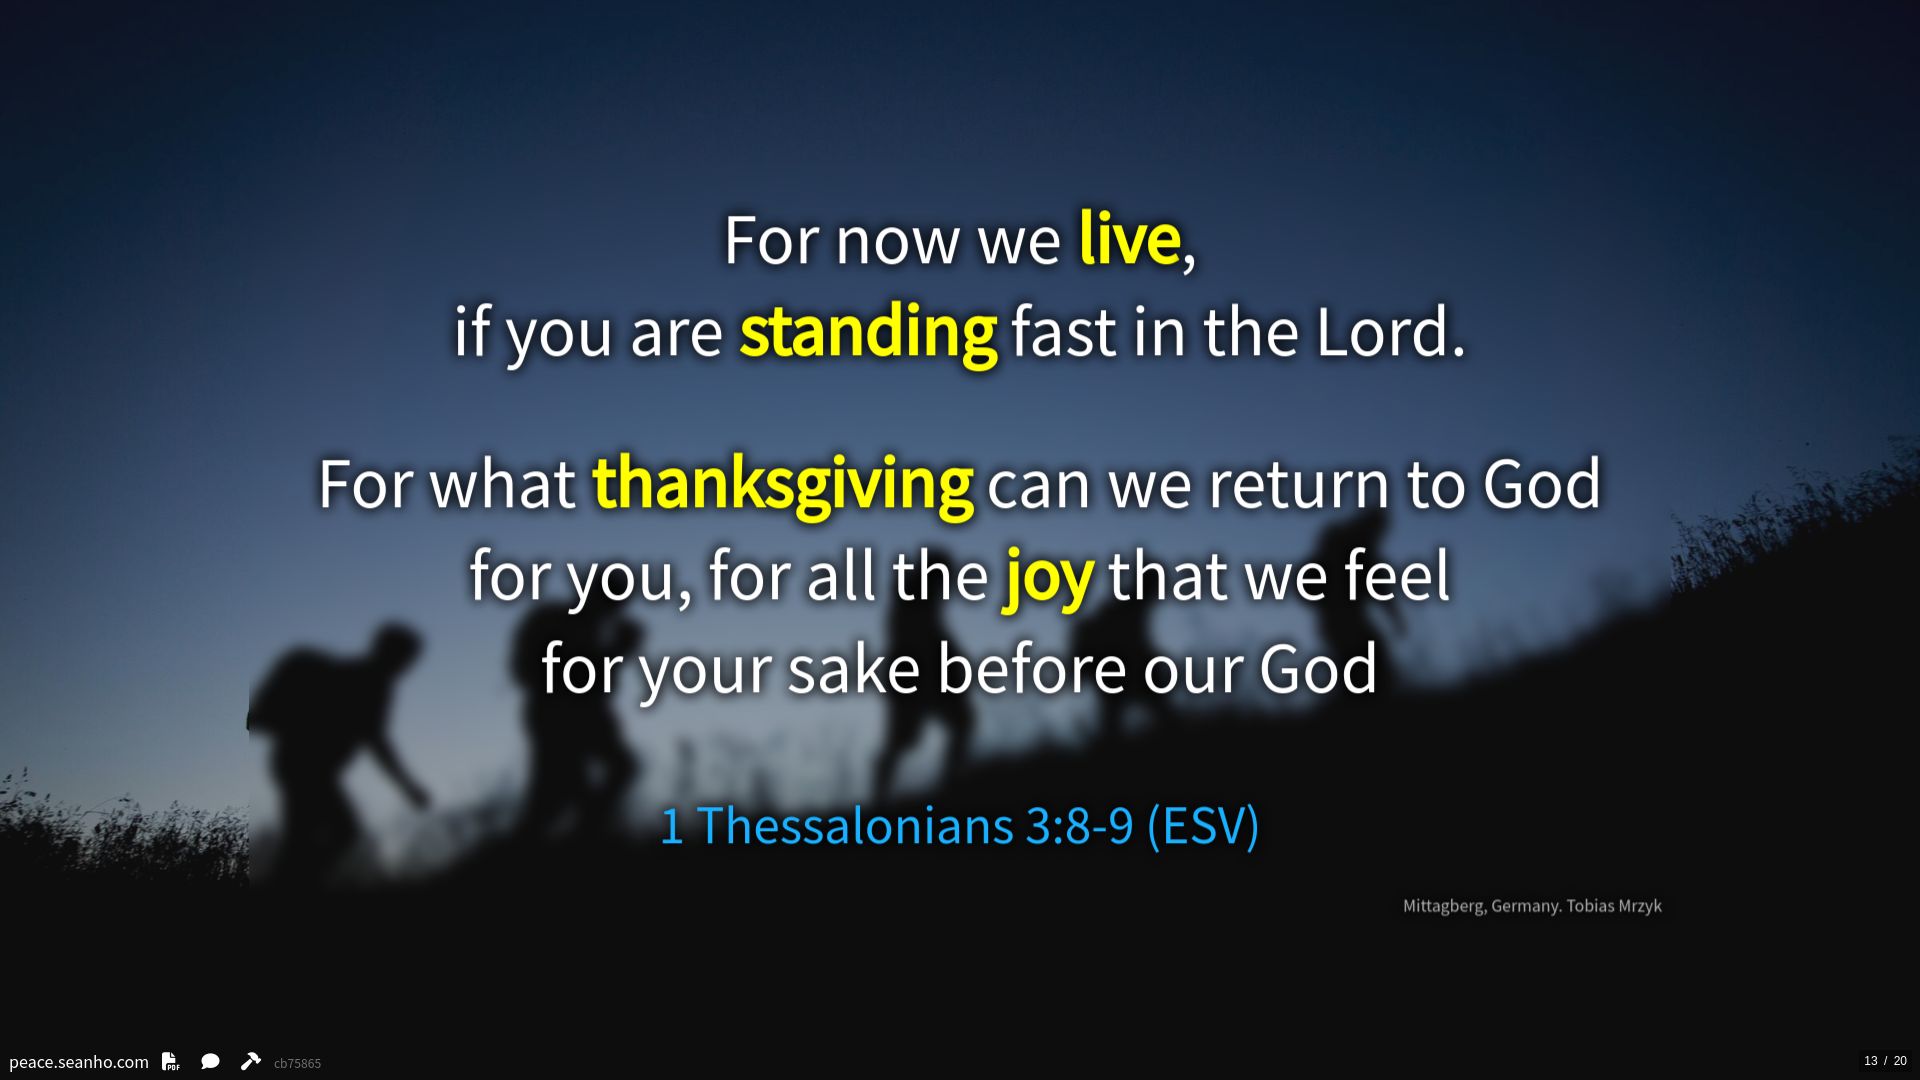 For now we live,
if you are standing fast in the Lord.
For what thanksgiving can we return to God
for you, for all the joy that we feel
for your sake before our God
1 Thessalonians 3:8-9 (ESV)
Mittagberg, Germany. Tobias Mrzyk
peace.seanho.com PDF cb75865
13 / 20